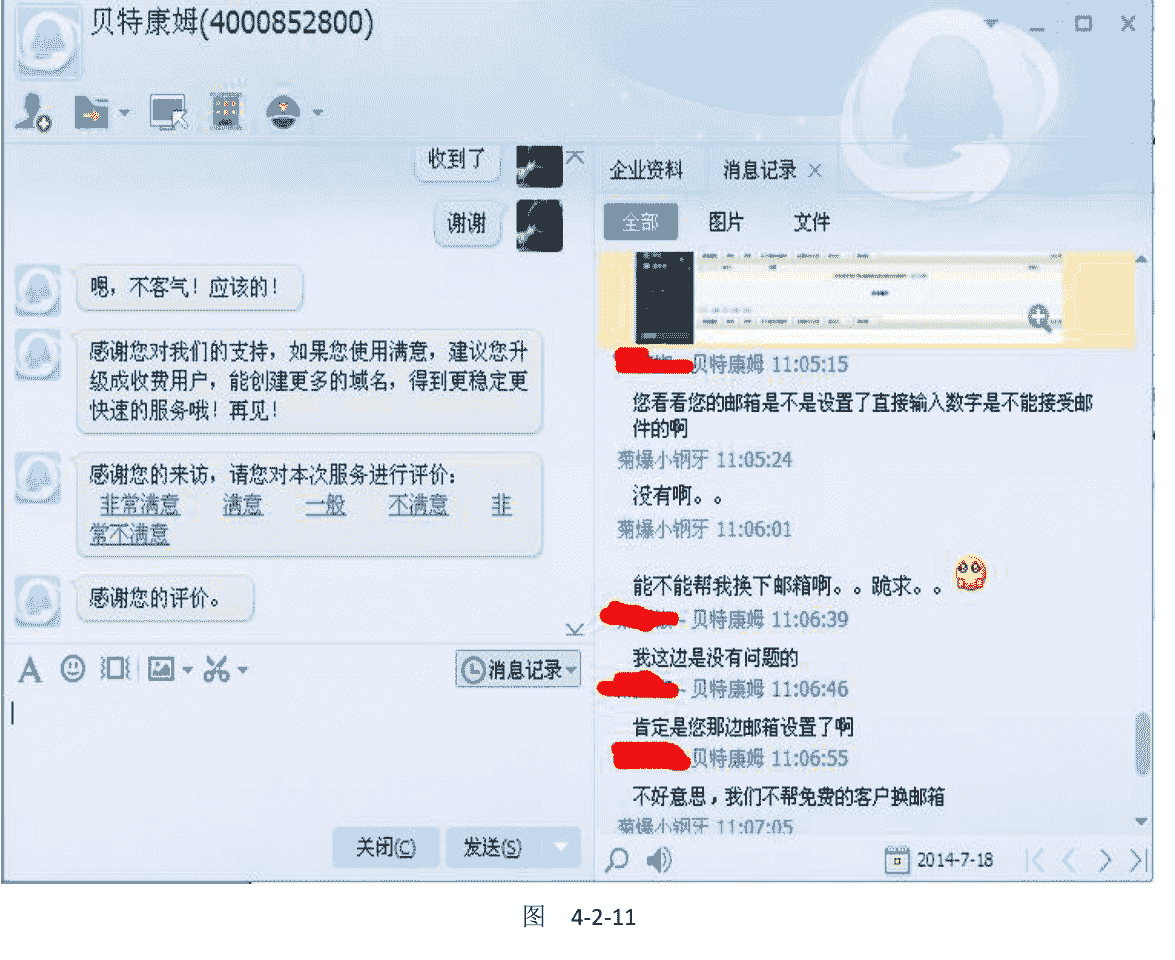 贝特康姆(4000852800)
收到了
谢谢
嗯，不客气！应该的！
感谢您对我们的支持，如果您使用满意，建议您升
级成收费用户，能创建更多的域名，得到更稳定更
快速的服务哦！再见！
感谢您的来访，请您对本次服务进行评价：
非常满意 满意 一般 不满意 非
常不满意
感谢您的评价。
消息记录
关闭(C) 发送(S)
企业资料 消息记录
全部 图片 文件
贝特康姆 11:05:15
您看看您的邮箱是不是设置了直接输入数字是不能接受邮
件的啊
菊爆小钢牙 11:05:24
没有啊。。
菊爆小钢牙 11:06:01
能不能帮我换下邮箱啊。。跪求。。
- 贝特康姆 11:06:39
我这边是没有问题的
- 贝特康姆 11:06:46
肯定是您那边邮箱设置了啊
贝特康姆 11:06:55
不好意思，我们不帮免费的客户换邮箱
菊爆小钢牙 11:07:05
2014-7-18
图 4-2-11